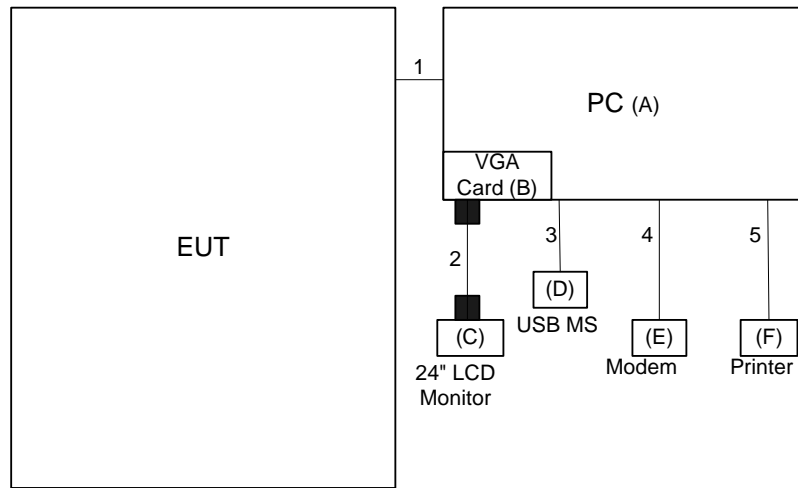 1
PC (A)
VGA
Card (B)
EUT
2
3
4
5
(D)
USB MS
(C)
(E)
(F)
24" LCD
Monitor
Modem
Printer